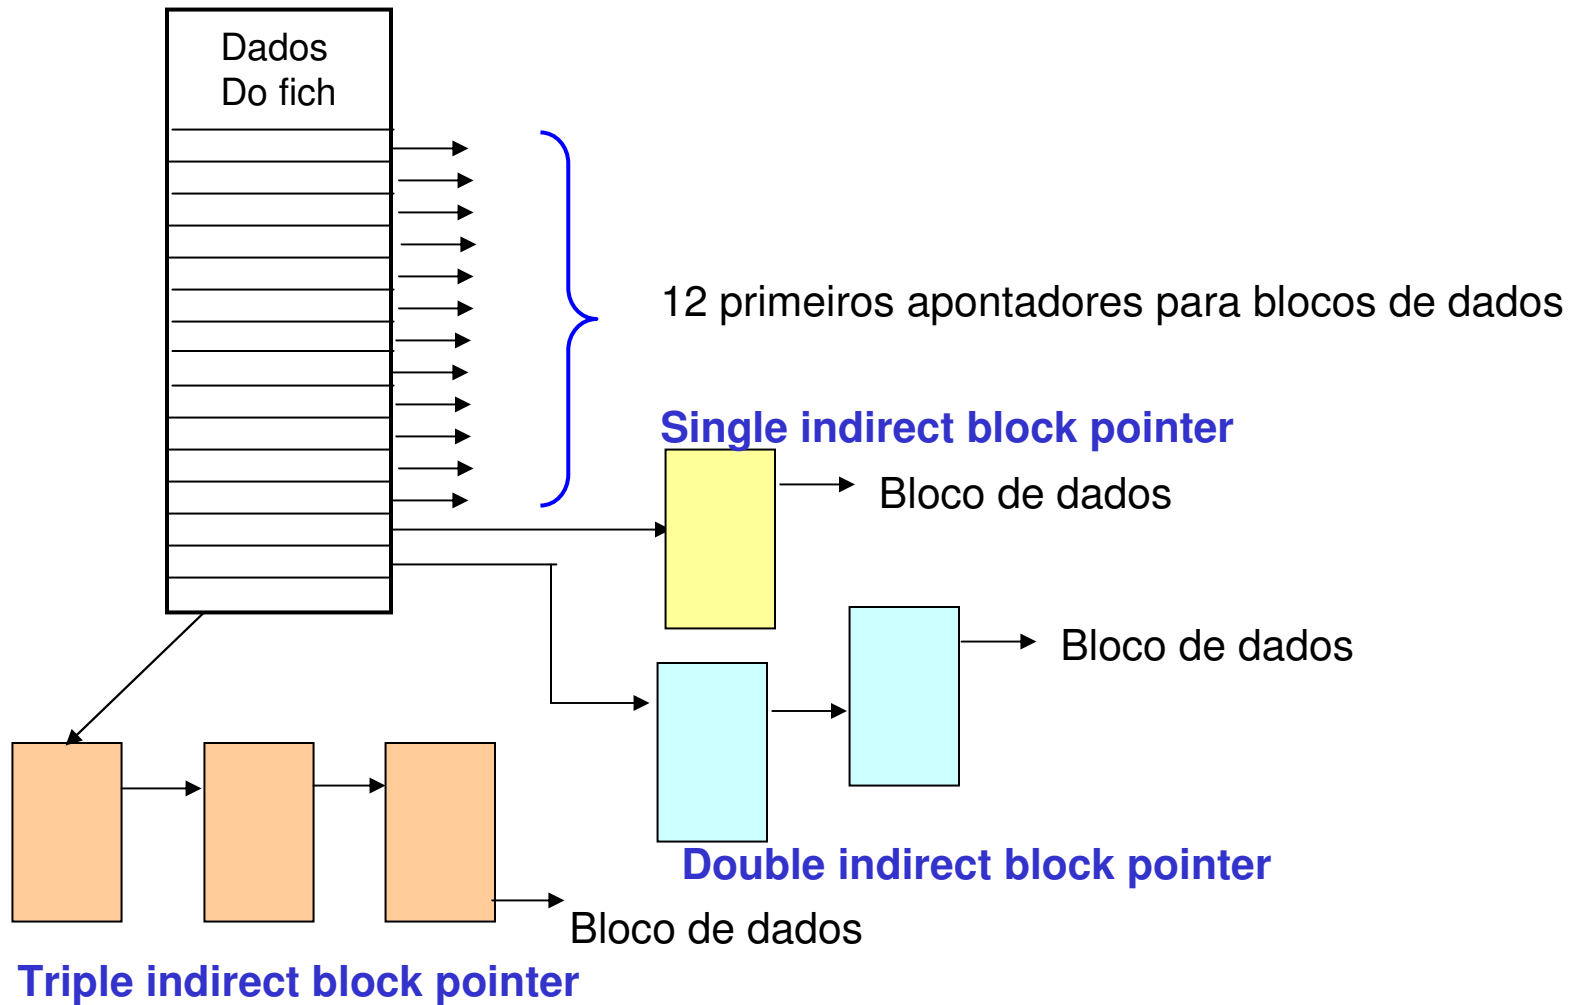 Dados
Do fich
12 primeiros apontadores para blocos de dados
Single indirect block pointer
Bloco de dados
Bloco de dados
Double indirect block pointer
Bloco de dados
Triple indirect block pointer